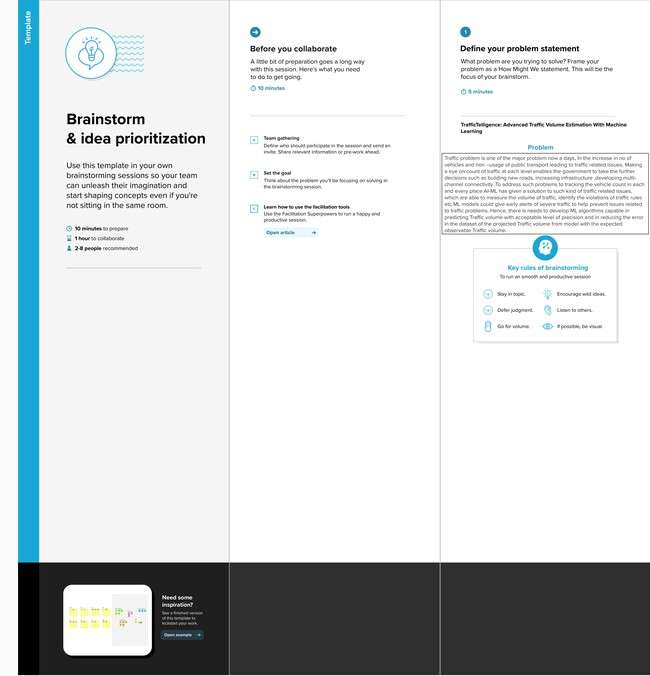 Template
Brainstorm
& idea prioritization
Use this template in your own
brainstorming sessions so your team
can unleash their imagination and
start shaping concepts even if you're
not sitting in the same room.
10 minutes to prepare
1 hour to collaborate
2-8 people recommended
Need some
inspiration?
See a finished version
of this template to
kickstart your work.
Open example
Before you collaborate
A little bit of preparation goes a long way
with this session. Here's what you need
to do to get going.
10 minutes
A
Team gathering
Define who should participate in the session and send an
invite. Share relevant information or pre-work ahead.
B
Set the goal
Think about the problem you'll be focusing on solving in
the brainstorming session.
C
Learn how to use the facilitation tools
Use the Facilitation Superpowers to run a happy and
productive session.
Open article
1
Define your problem statement
What problem are you trying to solve? Frame your
problem as a How Might We statement. This will be the
focus of your brainstorm.
5 minutes
TrafficTelligence: Advanced Traffic Volume Estimation With Machine
Learning
Problem
Traffic problem is one of the major problem now a days, In the increase in no of
vehicles and non -usage of public transport leading to traffic related issues. Making
a eye on count of traffic at each level enables the government to take the further
decisions such as building new roads, increasing infrastructure ,developing multi-
channel connectivity. To address such problems to tracking the vehicle count in each
and every place AI-ML has given a solution to such kind of traffic related issues,
which are able to measure the volume of traffic, identify the violations of traffic rules
etc.ML models could give early alerts of severe traffic to help prevent issues related
to traffic problems. Hence, there is needs to develop ML algorithms capable in
predicting Traffic volume with acceptable level of precision and in reducing the error
in the dataset of the projected Traffic volume from model with the expected
observable Traffic volume.
Key rules of brainstorming
To run an smooth and productive session
Stay in topic.
Encourage wild ideas.
Defer judgment.
Listen to others.
Go for volume.
If possible, be visual.